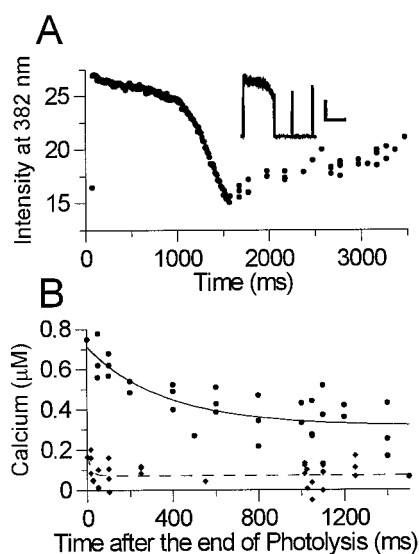 A
Intensity at 382 nm
25
20
15
0
1000
2000
3000
Time (ms)
B
Calcium (μM)
0.8
0.6
0.4
0.2
0
0
400
800
1200
Time after the end of Photolysis (ms)